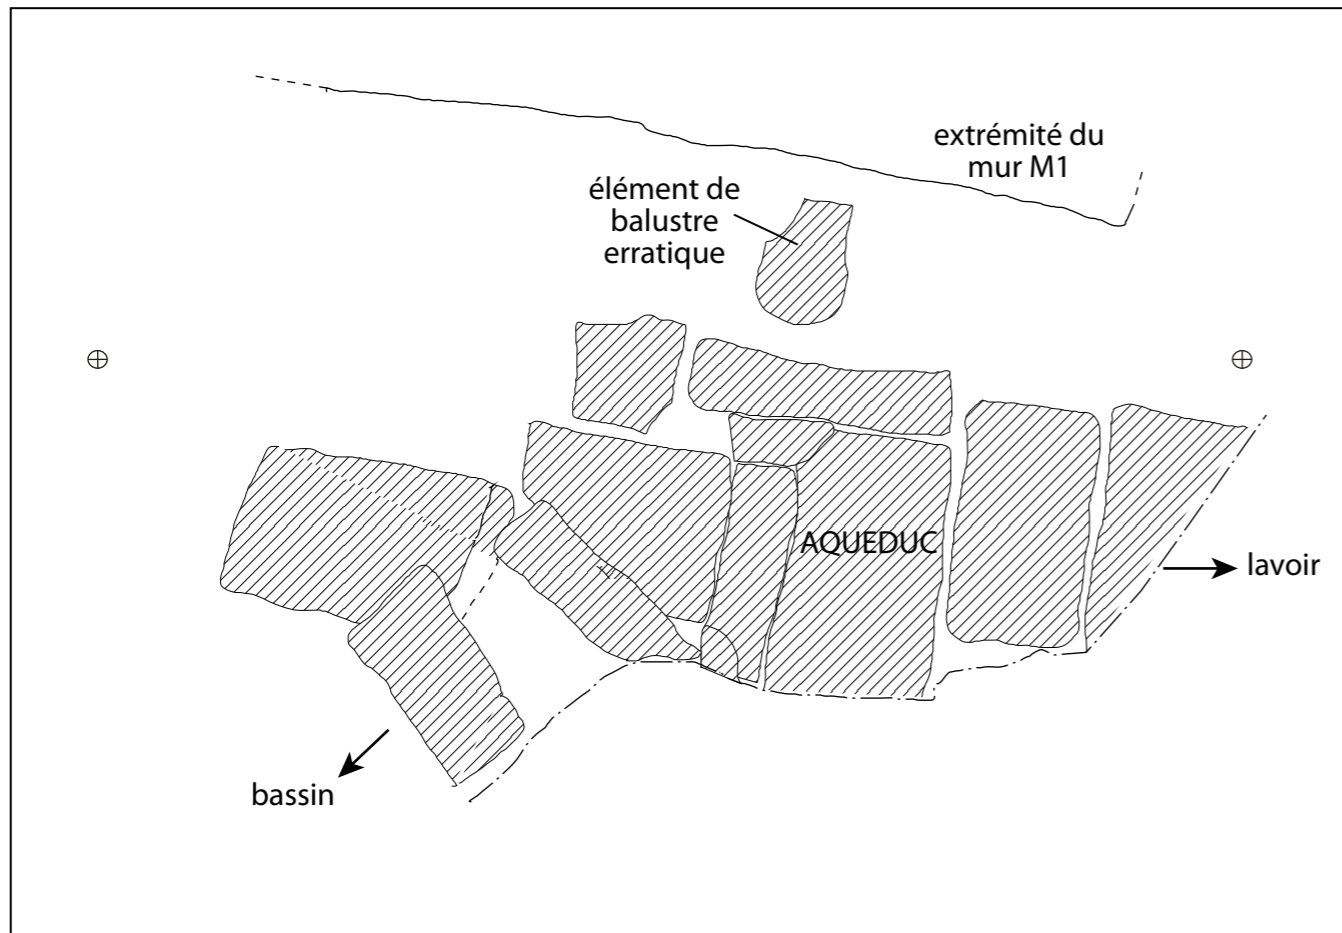 extrémité du
mur M1
élément de
balustre
erratique
AQUEDUC
lavoir
bassin